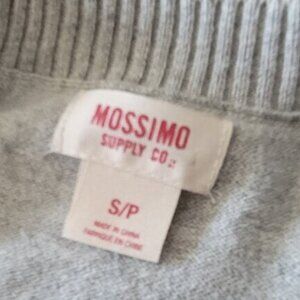 MOSSIMO
SUPPLY CO.
S/P
MADE IN CHINA
FABRIQUÉ EN CHINE